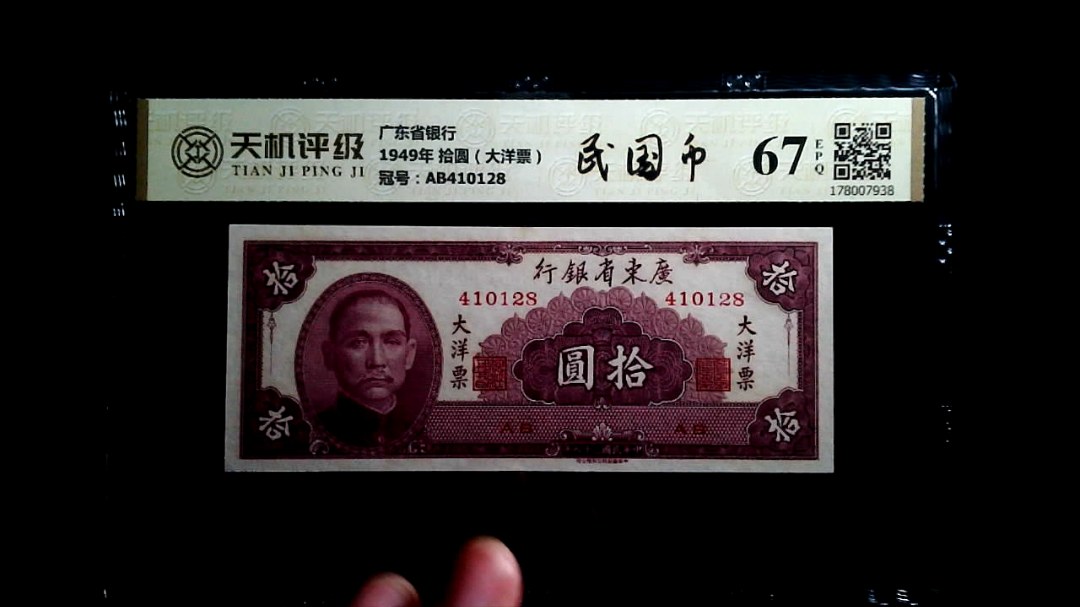 天机评级
TIAN JI PING JI
广东省银行
1949年 拾圆（大洋票）
冠号：AB410128
民国币
67
EPQ
178007938
拾
拾
行銀省東廣
410128
410128
大洋票
大洋票
圓拾
AB
AB
拾
拾